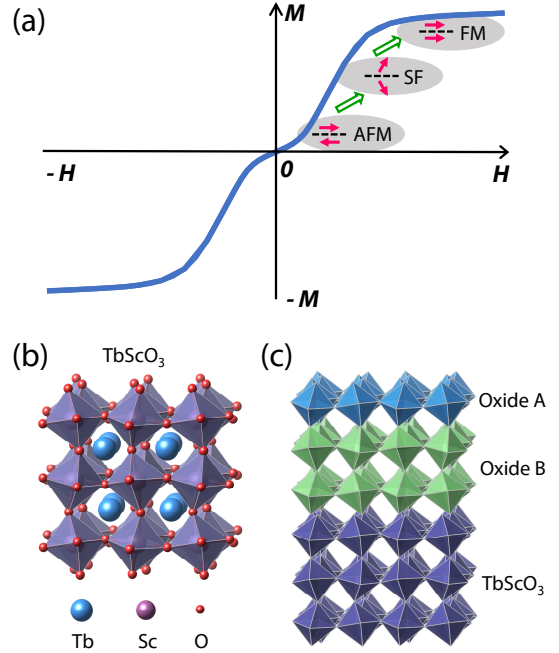 (a)
M
FM
SF
AFM
- H
0
H
- M
(b)
TbScO₃
Tb
Sc
O
(c)
Oxide A
Oxide B
TbScO₃